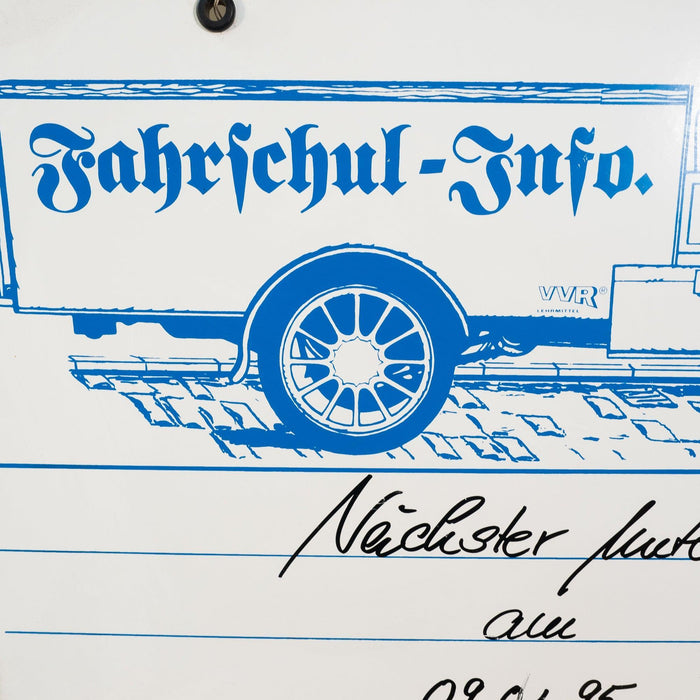 Fahrschul-Info.
VVR®
LEHRMITTEL
Nächster
am